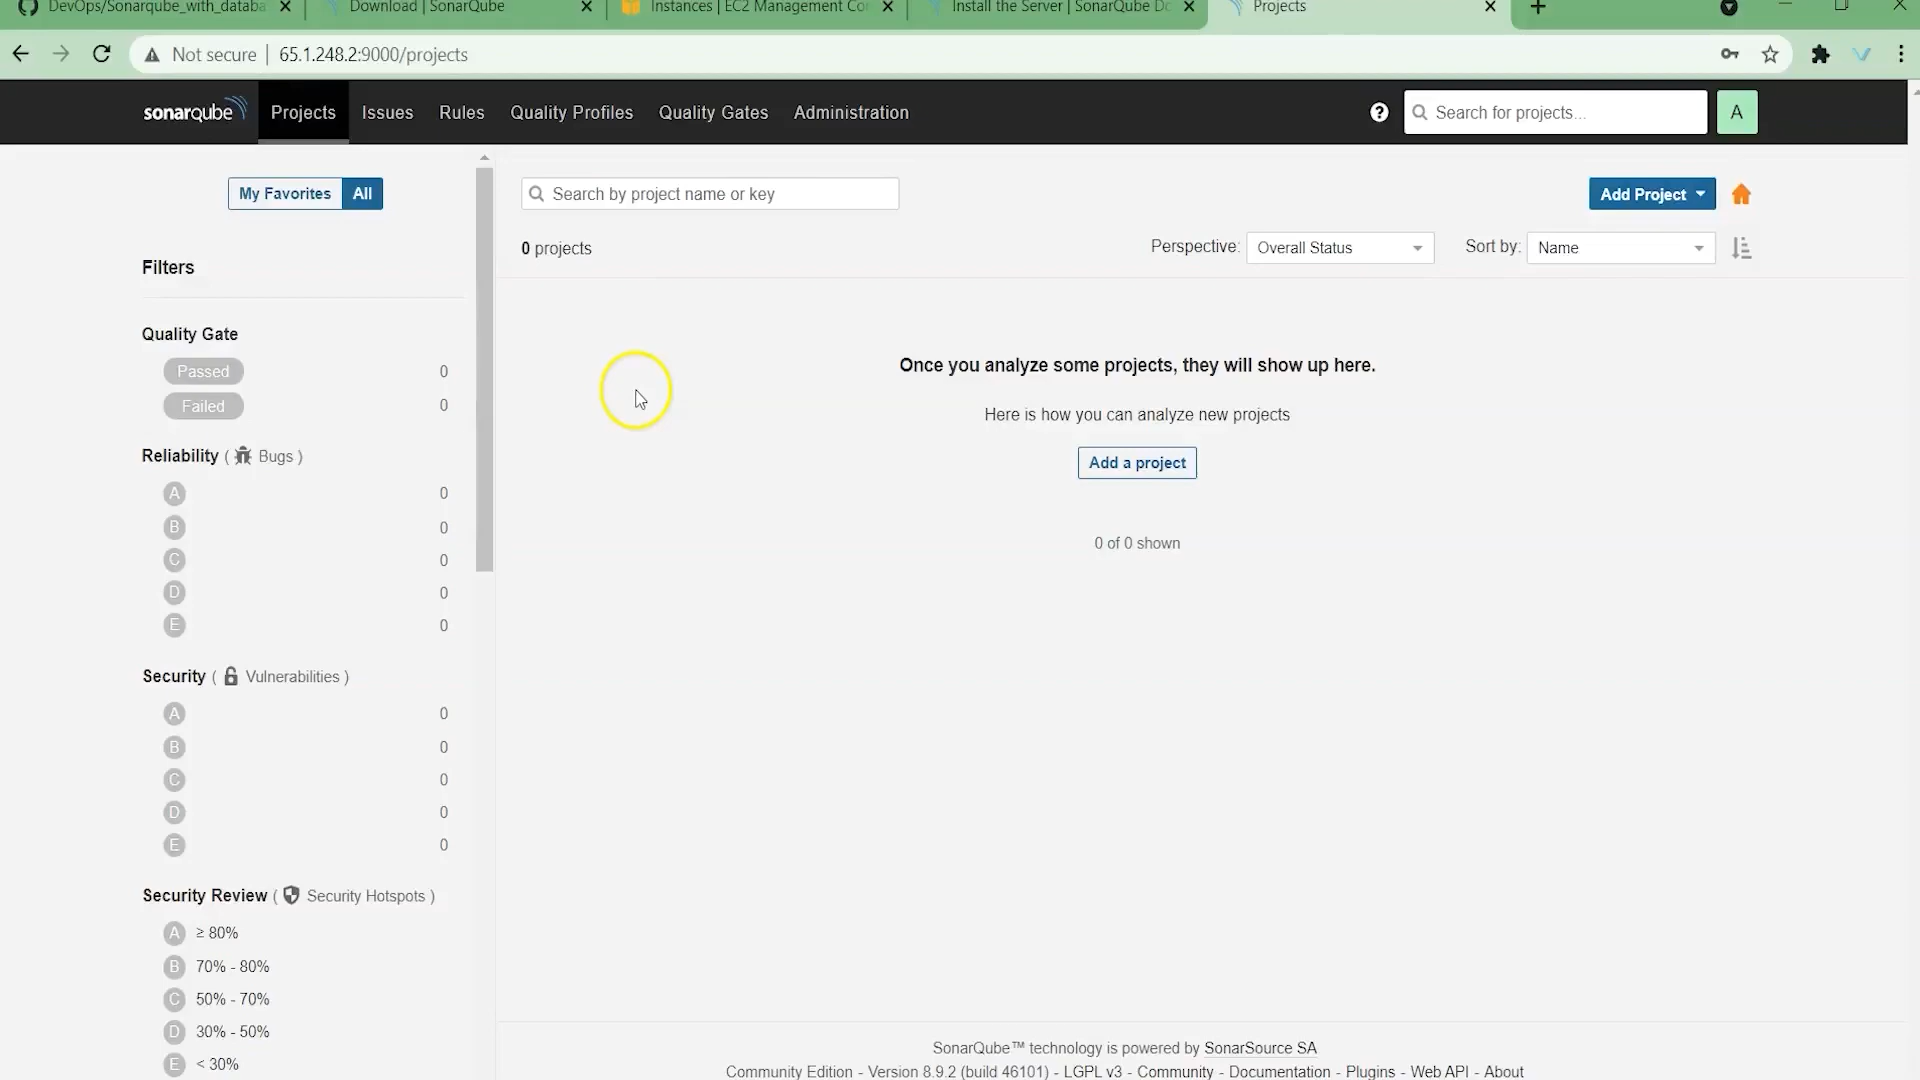 DevOps/Sonarqube_with_databa
Download | SonarQube
Instances | EC2 Management Co
Install the Server | SonarQube Do
Projects
Not secure | 65.1.248.2:9000/projects
sonarqube Projects Issues Rules Quality Profiles Quality Gates Administration ? Search for projects... A
My Favorites All
Search by project name or key
Add Project
0 projects
Perspective: Overall Status
Sort by: Name
Filters
Quality Gate
Passed 0
Failed 0
Reliability ( Bugs )
A 0
B 0
C 0
D 0
E 0
Security ( Vulnerabilities )
A 0
B 0
C 0
D 0
E 0
Security Review ( Security Hotspots )
A ≥ 80%
B 70% - 80%
C 50% - 70%
D 30% - 50%
E < 30%
Once you analyze some projects, they will show up here.
Here is how you can analyze new projects
Add a project
0 of 0 shown
SonarQube™ technology is powered by SonarSource SA
Community Edition - Version 8.9.2 (build 46101) - LGPL v3 - Community - Documentation - Plugins - Web API - About